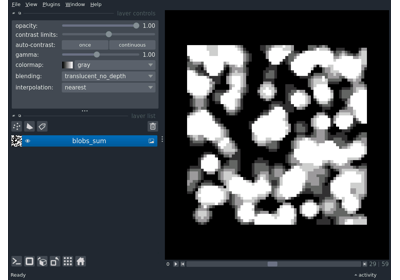 File View Plugins Window Help
layer controls
opacity: 1.00
contrast limits:
auto-contrast: once continuous
gamma: 1.00
colormap: gray
blending: translucent_no_depth
interpolation: nearest
layer list
blobs_sum
29 59
Ready activity